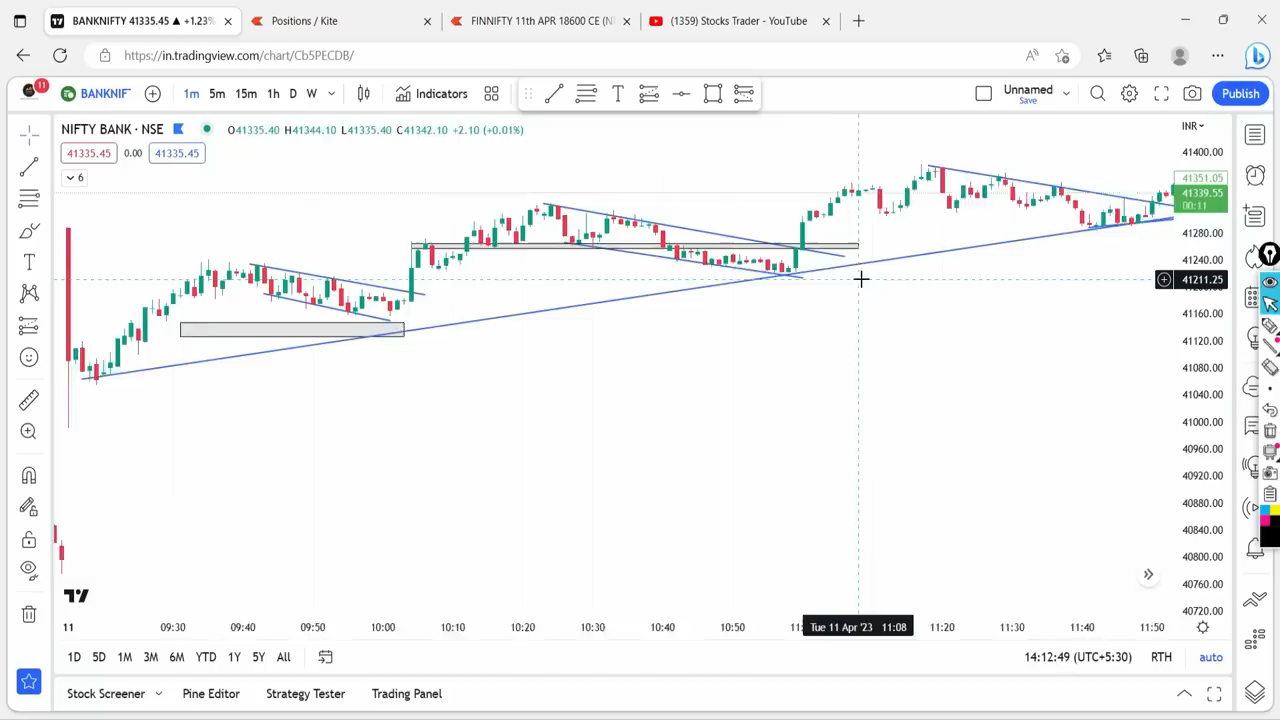 BANKNIFTY 41335.45 ▲ +1.23%
Positions / Kite
FINNIFTY 11th APR 18600 CE (N
(1359) Stocks Trader - YouTube
https://in.tradingview.com/chart/Cb5PECDB/
11
BANKNIF
1m 5m 15m 1h D W
Indicators
Unnamed
Save
Publish
NIFTY BANK · NSE
O41335.40 H41344.10 L41335.40 C41342.10 +2.10 (+0.01%)
41335.45 0.00 41335.45
6
INR
41400.00
41351.05
41339.55
00:11
41280.00
41240.00
41211.25
41160.00
41120.00
41080.00
41040.00
41000.00
40960.00
40920.00
40880.00
40840.00
40800.00
40760.00
40720.00
11 09:30 09:40 09:50 10:00 10:10 10:20 10:30 10:40 10:50 Tue 11 Apr '23 11:08 11:20 11:30 11:40 11:50
1D 5D 1M 3M 6M YTD 1Y 5Y All
14:12:49 (UTC+5:30) RTH auto
Stock Screener Pine Editor Strategy Tester Trading Panel